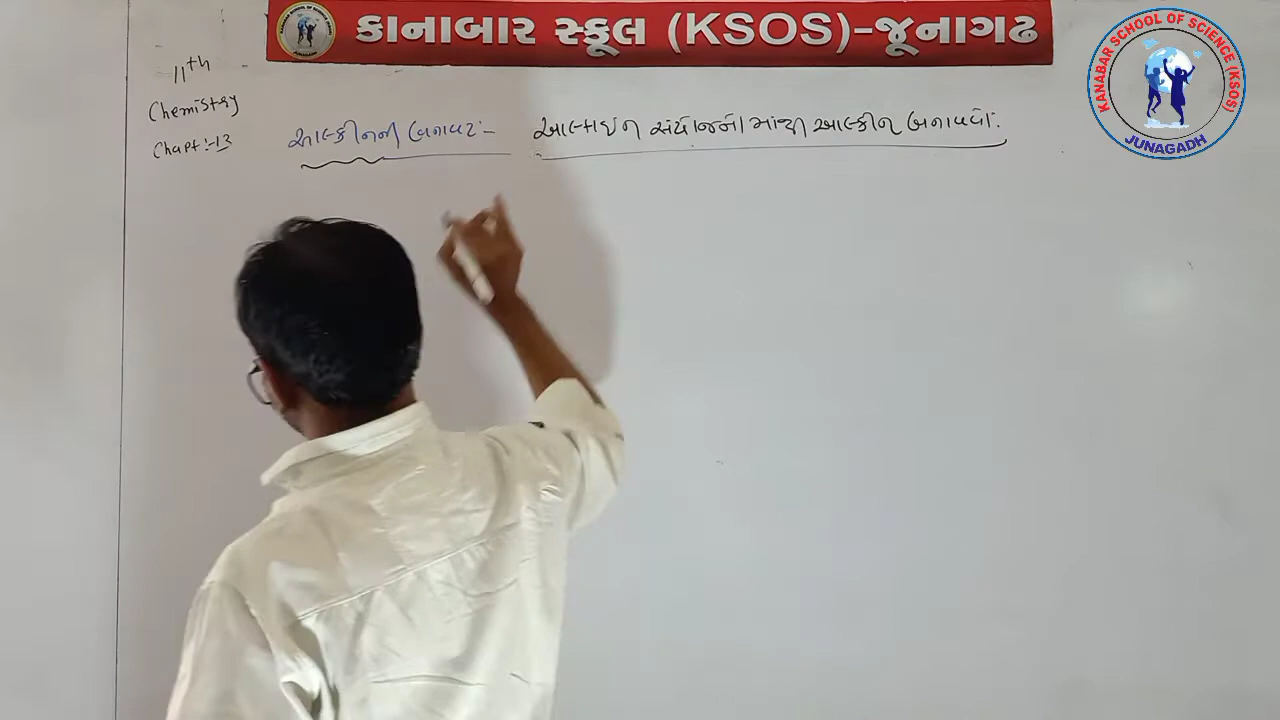 કાનાબાર સ્કૂલ (KSOS)-જૂનાગઢ
KANABAR SCHOOL OF SCIENCE (KSOS)
JUNAGADH
11th
Chemistry
Chapt:-13
આલ્કીનની બનાવટ:- આલ્કાઇન સંયોજનો માંથી આલ્કીન બનાવવો.